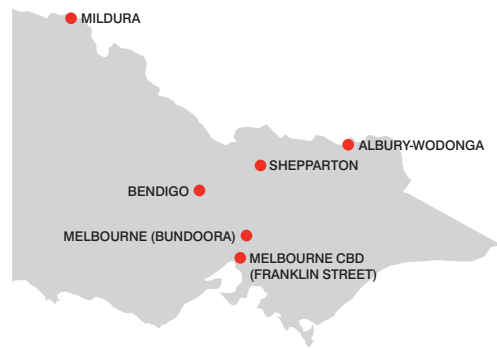 MILDURA
ALBURY-WODONGA
SHEPPARTON
BENDIGO
MELBOURNE (BUNDOORA)
MELBOURNE CBD
(FRANKLIN STREET)